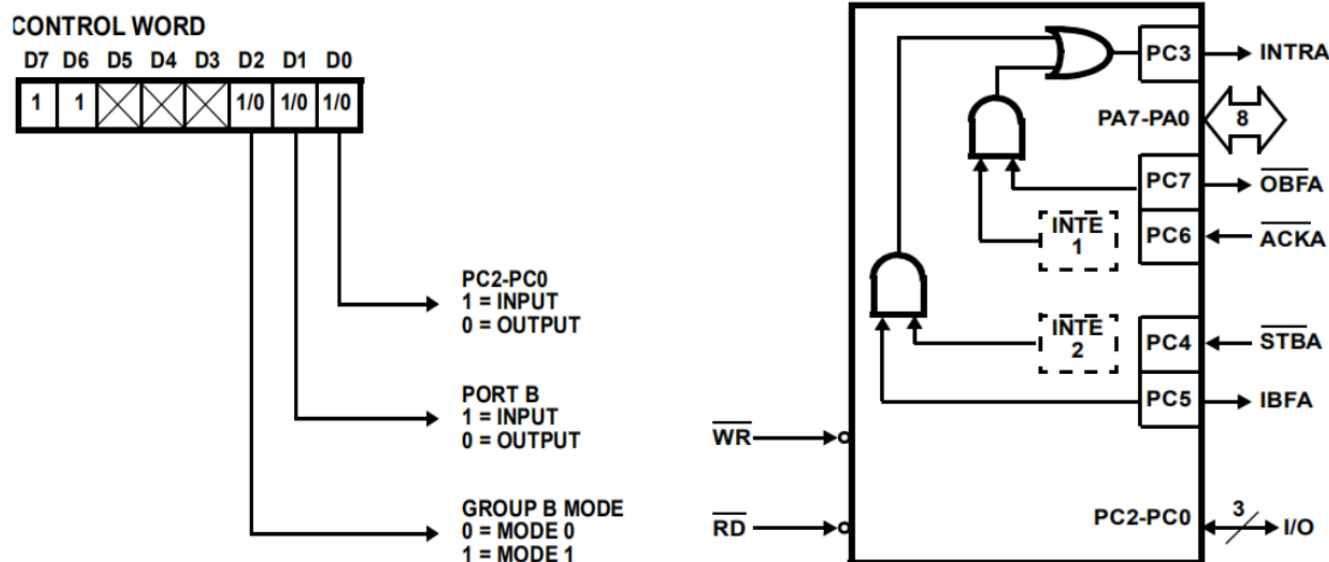 CONTROL WORD
D7 D6 D5 D4 D3 D2 D1 D0
1 1 1/0 1/0 1/0
PC2-PC0
1 = INPUT
0 = OUTPUT
PORT B
1 = INPUT
0 = OUTPUT
GROUP B MODE
0 = MODE 0
1 = MODE 1
PC3 INTRA
PA7-PA0 8
PC7 OBFA
INTE
1
PC6 ACKA
INTE
2
PC4 STBA
PC5 IBFA
WR
RD
PC2-PC0 3 I/O